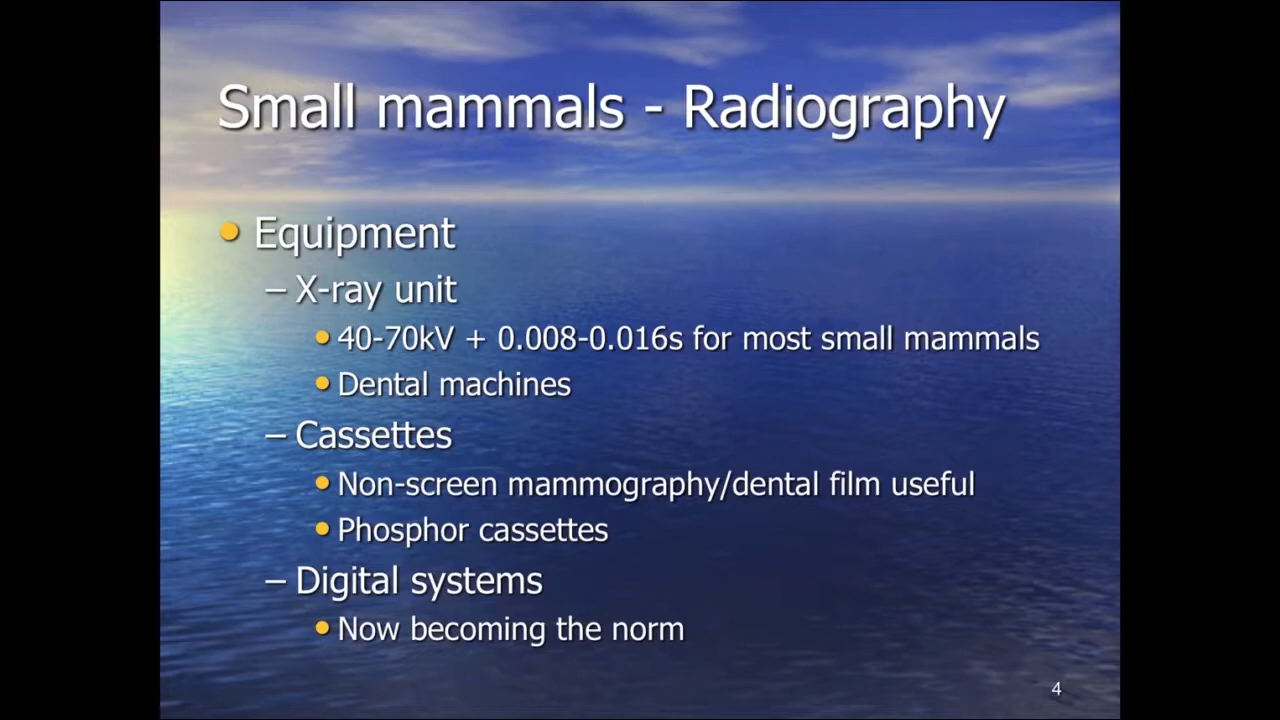 Small mammals - Radiography
• Equipment
– X-ray unit
• 40-70kV + 0.008-0.016s for most small mammals
• Dental machines
– Cassettes
• Non-screen mammography/dental film useful
• Phosphor cassettes
– Digital systems
• Now becoming the norm
4